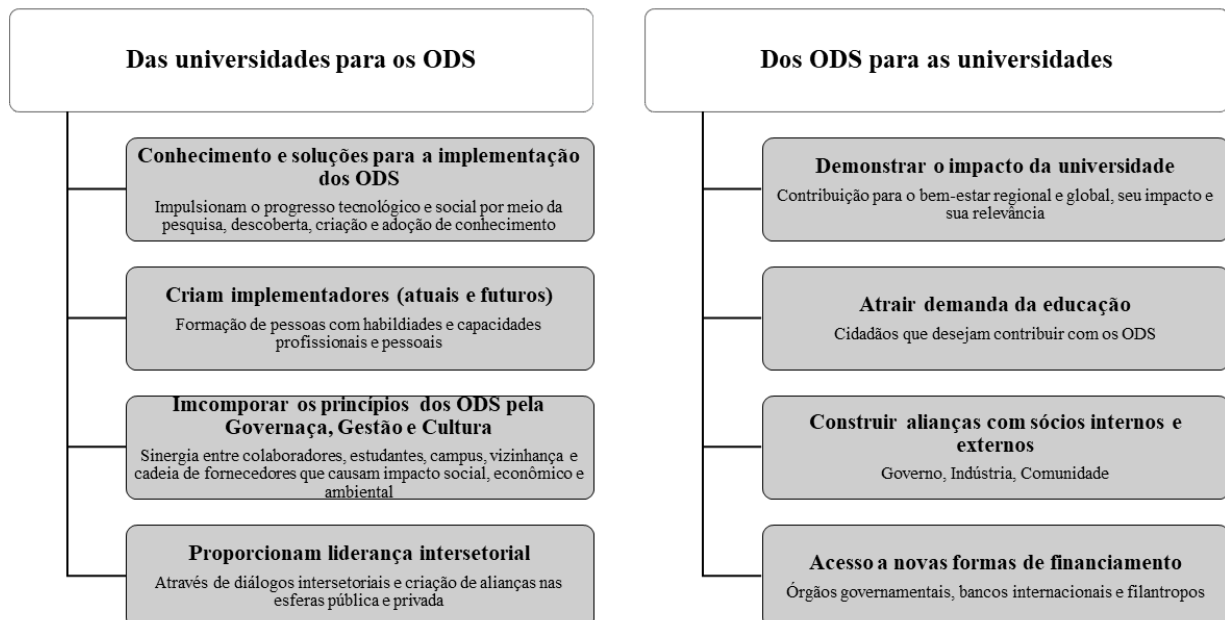 Das universidades para os ODS
Conhecimento e soluções para a implementação
dos ODS
Impulsionam o progresso tecnológico e social por meio da
pesquisa, descoberta, criação e adoção de conhecimento
Criam implementadores (atuais e futuros)
Formação de pessoas com habildiades e capacidades
profissionais e pessoais
Imcomporar os princípios dos ODS pela
Governaça, Gestão e Cultura
Sinergia entre colaboradores, estudantes, campus, vizinhança e
cadeia de fornecedores que causam impacto social, econômico e
ambiental
Proporcionam liderança intersetorial
Através de diálogos intersetoriais e criação de alianças nas
esferas pública e privada
Dos ODS para as universidades
Demonstrar o impacto da universidade
Contribuição para o bem-estar regional e global, seu impacto e
sua relevância
Atrair demanda da educação
Cidadãos que desejam contribuir com os ODS
Construir alianças com sócios internos e
externos
Governo, Indústria, Comunidade
Acesso a novas formas de financiamento
Órgãos governamentais, bancos internacionais e filantropos